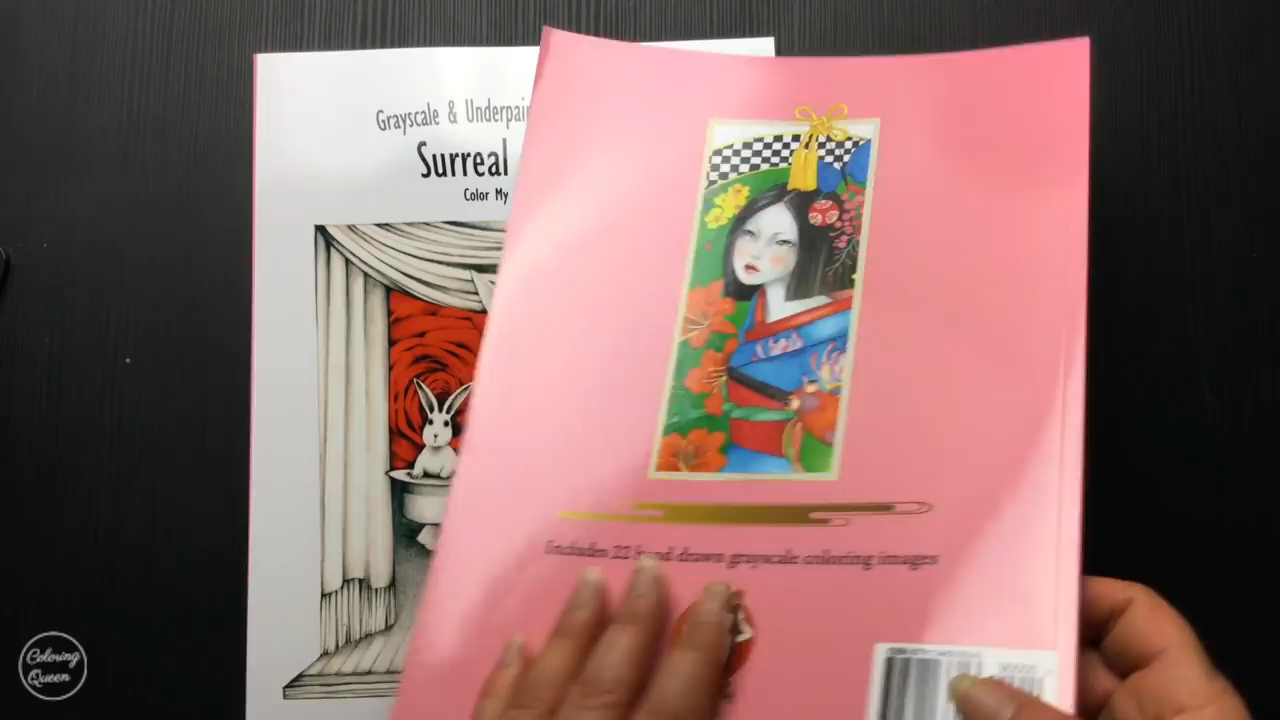 Grayscale & Underpain
Surreal
Color My
Includes 22 hand drawn grayscale coloring images
Coloring
Queen